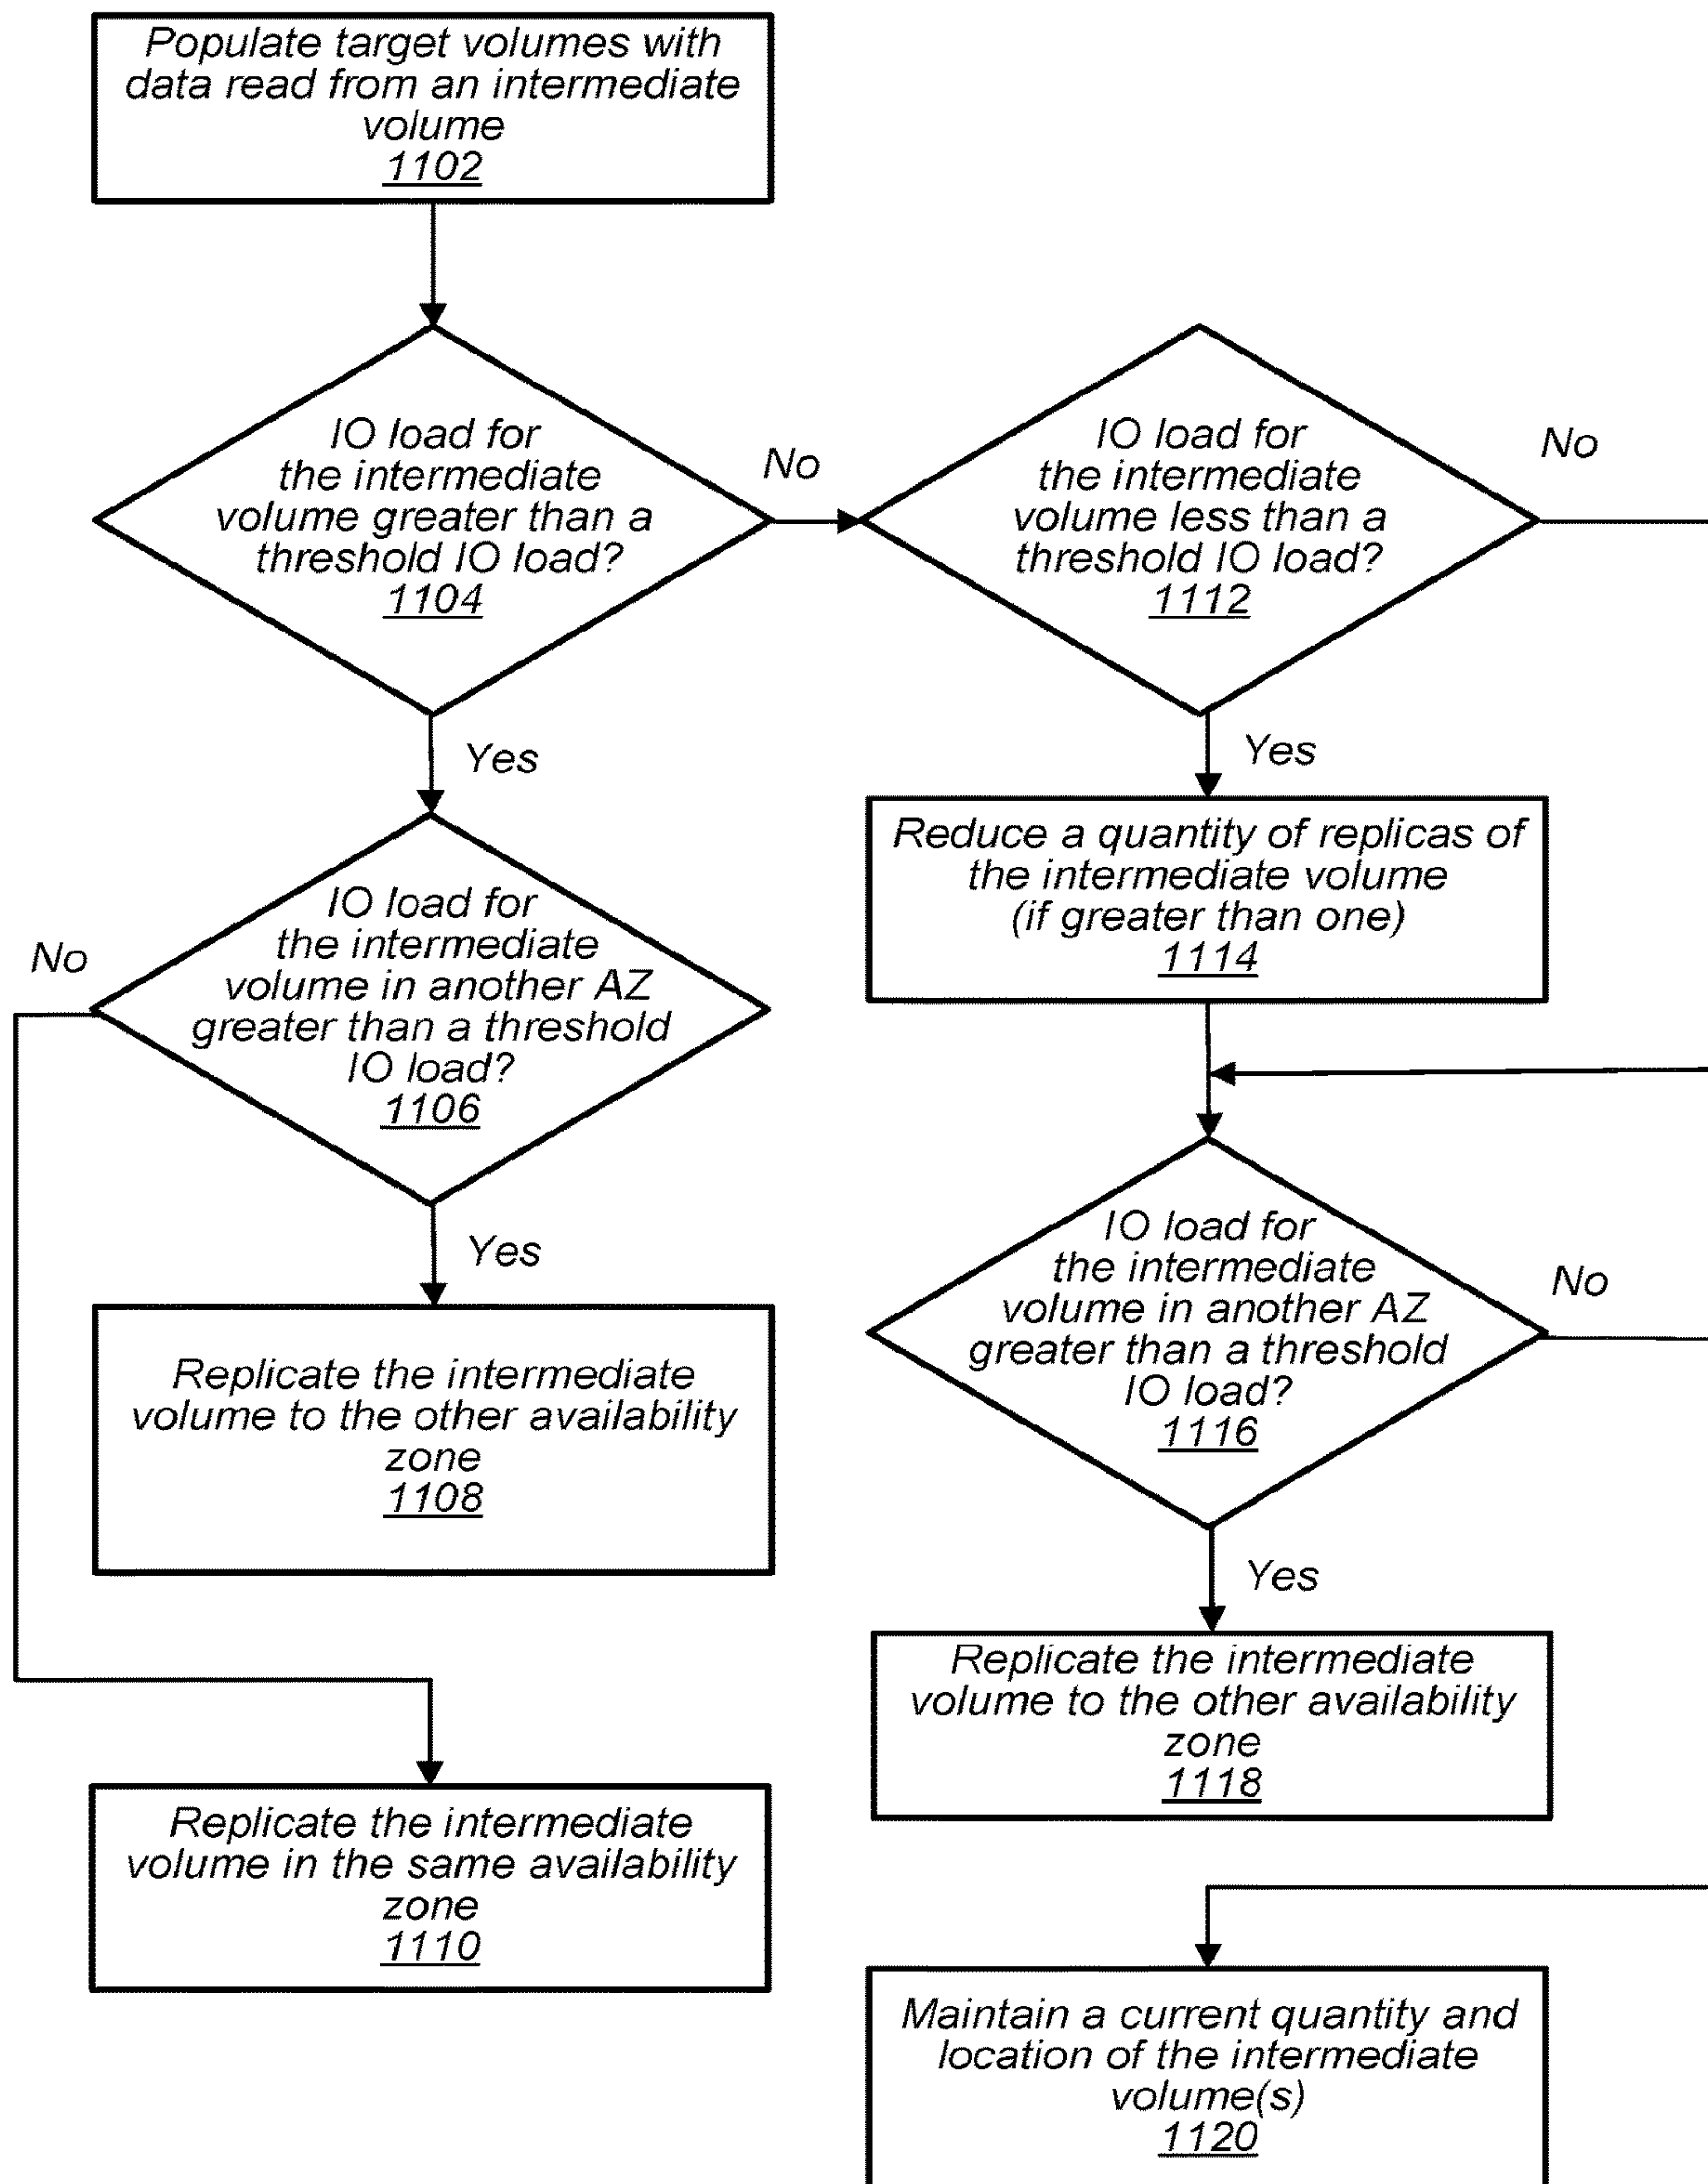 Populate target volumes with
data read from an intermediate
volume
1102
IO load for
the intermediate
volume greater than a
threshold IO load?
1104
No
IO load for
the intermediate
volume less than a
threshold IO load?
1112
No
Yes
Yes
Reduce a quantity of replicas of
the intermediate volume
(if greater than one)
1114
IO load for
the intermediate
volume in another AZ
greater than a threshold
IO load?
1106
No
Yes
IO load for
the intermediate
volume in another AZ
greater than a threshold
IO load?
1116
No
Yes
Replicate the intermediate
volume to the other availability
zone
1108
Replicate the intermediate
volume to the other availability
zone
1118
Replicate the intermediate
volume in the same availability
zone
1110
Maintain a current quantity and
location of the intermediate
volume(s)
1120